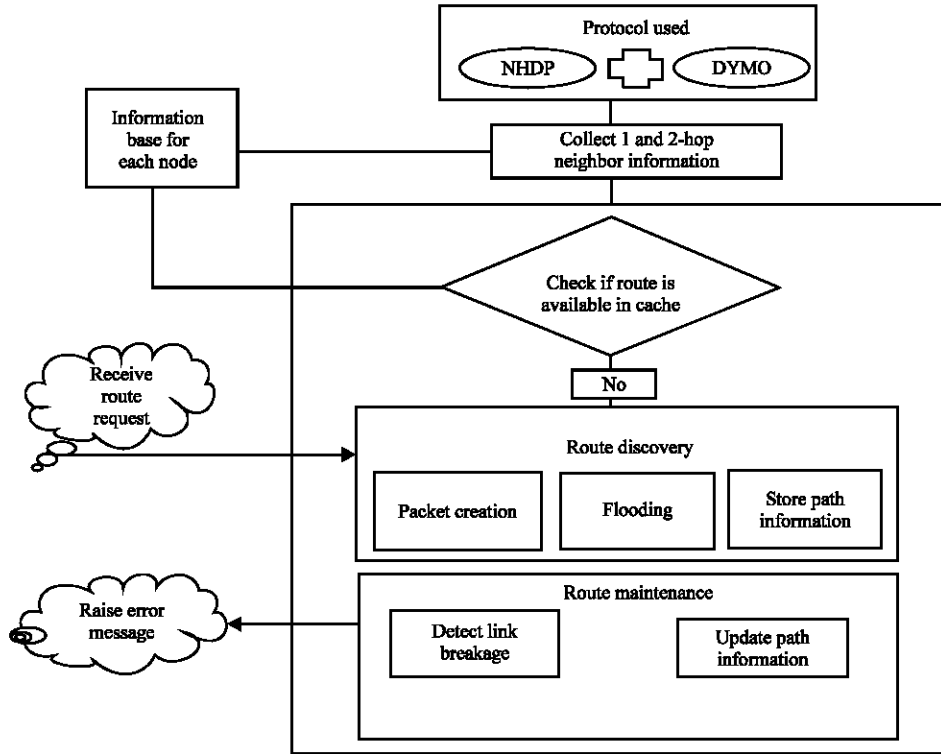 Protocol used
NHDP
DYMO
Information
base for
each node
Collect 1 and 2-hop
neighbor information
Check if route is
available in cache
No
Receive
route
request
Route discovery
Packet creation
Flooding
Store path
information
Route maintenance
Raise error
message
Detect link
breakage
Update path
information